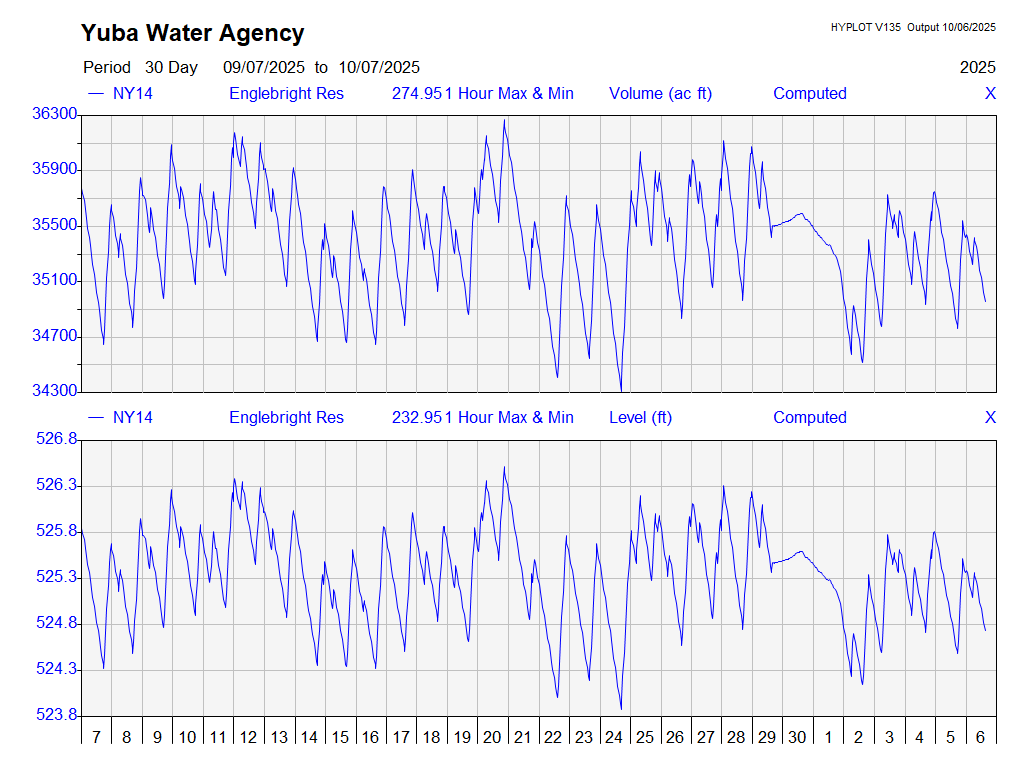 Yuba Water Agency
HYPLOT V135 Output 10/06/2025
Period 30 Day 09/07/2025 to 10/07/2025 2025
NY14 Englebright Res 274.951 Hour Max & Min Volume (ac ft) Computed X
36300
35900
35500
35100
34700
34300
NY14 Englebright Res 232.951 Hour Max & Min Level (ft) Computed X
526.8
526.3
525.8
525.3
524.8
524.3
523.8
7 8 9 10 11 12 13 14 15 16 17 18 19 20 21 22 23 24 25 26 27 28 29 30 1 2 3 4 5 6